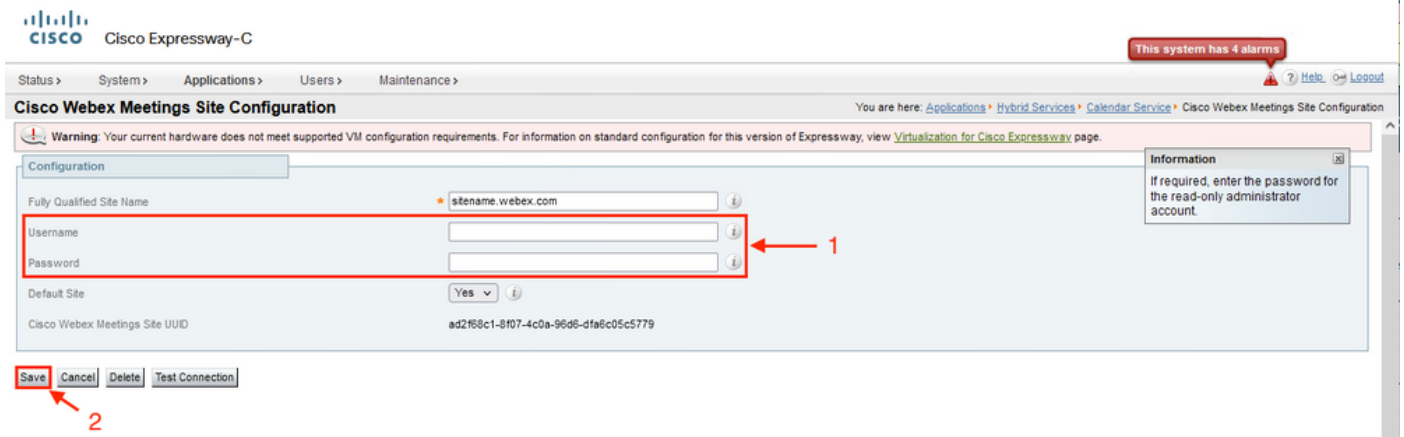 CISCO Cisco Expressway-C
This system has 4 alarms
Status > System > Applications > Users > Maintenance > ? Help Logout
Cisco Webex Meetings Site Configuration You are here: Applications Hybrid Services Calendar Service Cisco Webex Meetings Site Configuration
Warning: Your current hardware does not meet supported VM configuration requirements. For information on standard configuration for this version of Expressway, view Virtualization for Cisco Expressway page.
Configuration
Information
If required, enter the password for
the read-only administrator
account.
Fully Qualified Site Name * sitename.webex.com i
Username i
1
Password i
Default Site Yes i
Cisco Webex Meetings Site UUID ad2f68c1-8f07-4c0a-96d6-dfa6c05c5779
Save Cancel Delete Test Connection
2